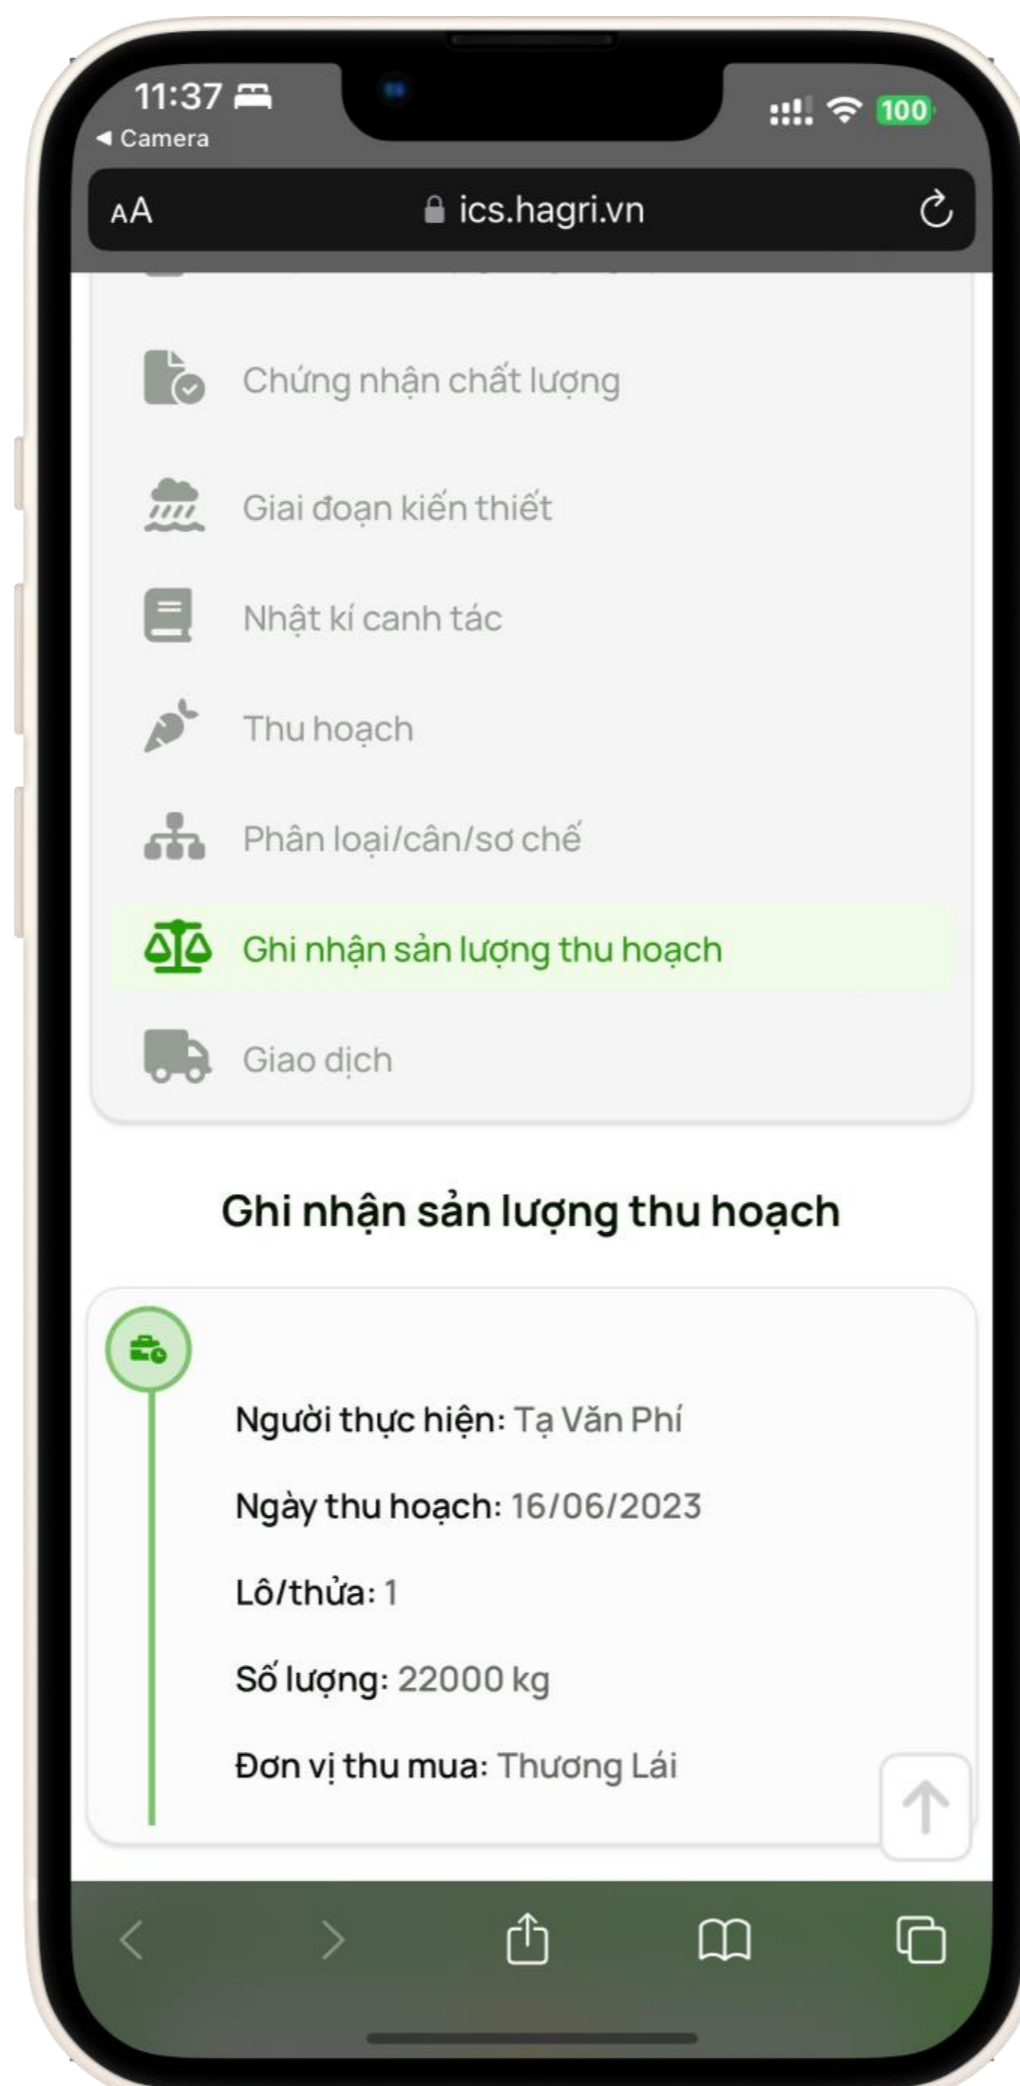 11:37
◀ Camera
100
AA
ics.hagri.vn
Chứng nhận chất lượng
Giai đoạn kiến thiết
Nhật kí canh tác
Thu hoạch
Phân loại/cân/sơ chế
Ghi nhận sản lượng thu hoạch
Giao dịch
Ghi nhận sản lượng thu hoạch
Người thực hiện: Tạ Văn Phí
Ngày thu hoạch: 16/06/2023
Lô/thửa: 1
Số lượng: 22000 kg
Đơn vị thu mua: Thương Lái